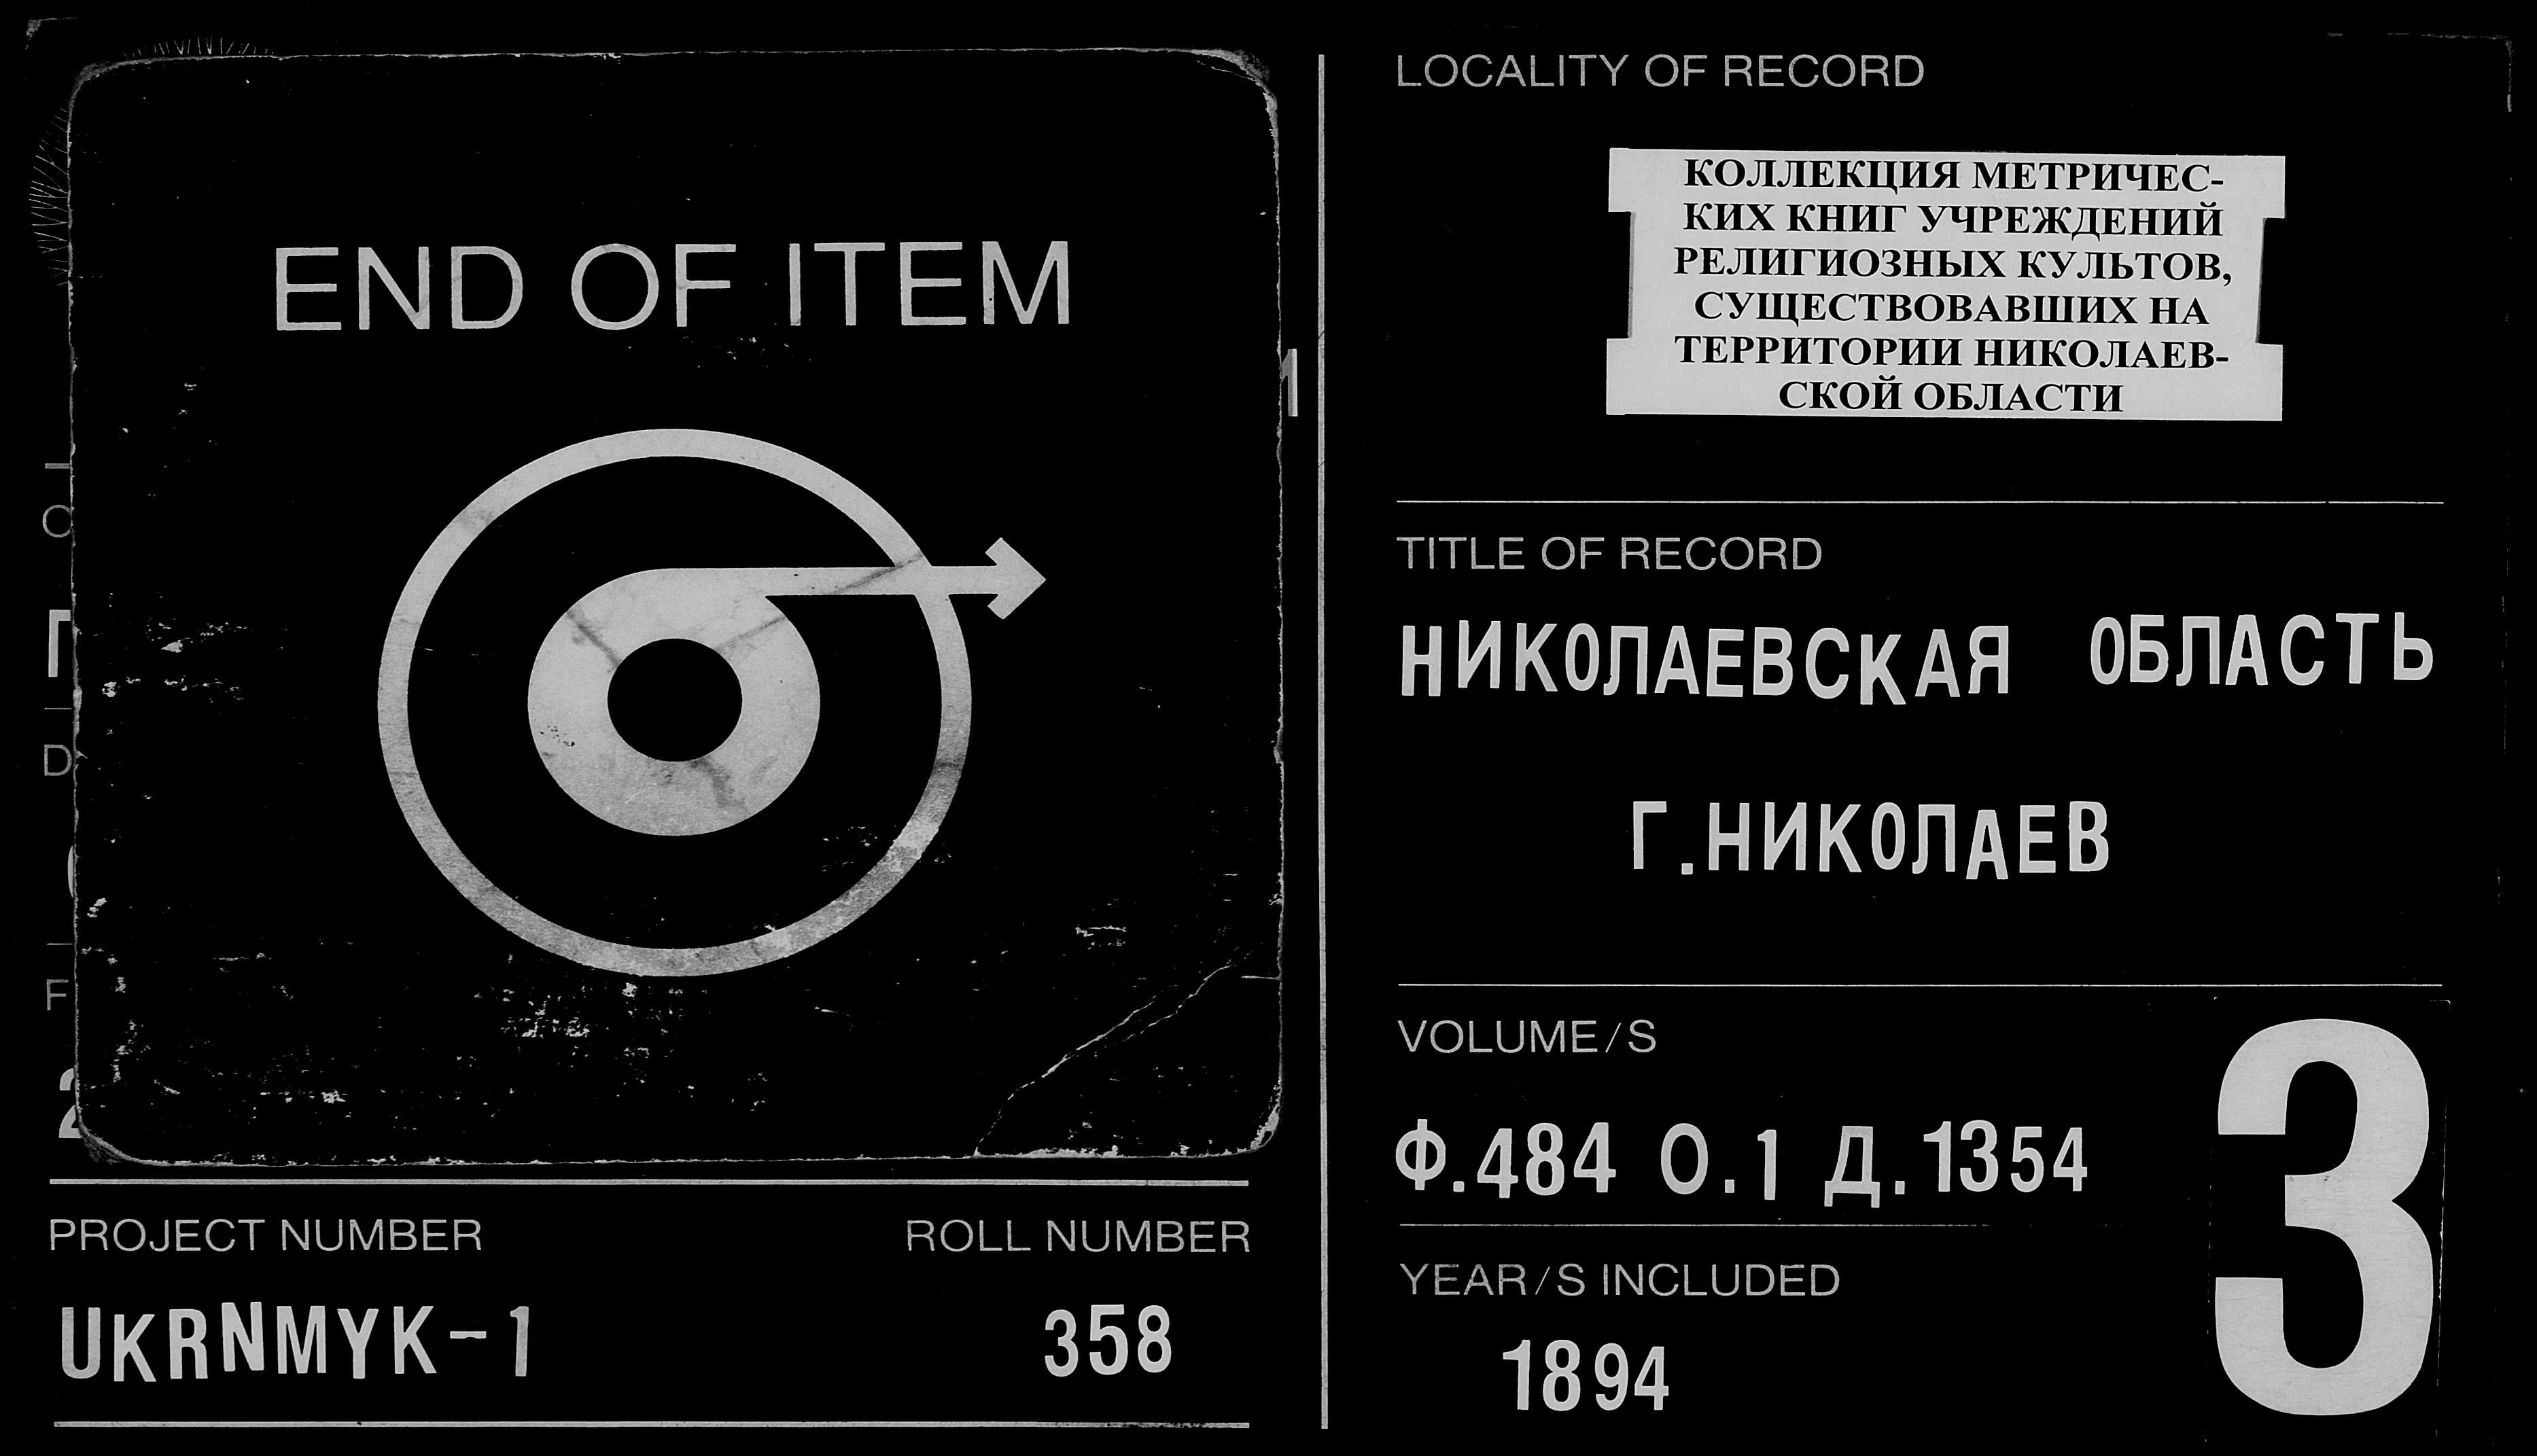 END OF ITEM
PROJECT NUMBER
ROLL NUMBER
UKRNMYK-1
358
LOCALITY OF RECORD
КОЛЛЕКЦИЯ МЕТРИЧЕС-
КИХ КНИГ УЧРЕЖДЕНИЙ
РЕЛИГИОЗНЫХ КУЛЬТОВ,
СУЩЕСТВОВАВШИХ НА
ТЕРРИТОРИИ НИКОЛАЕВ-
СКОЙ ОБЛАСТИ
TITLE OF RECORD
НИКОЛАЕВСКАЯ ОБЛАСТЬ
Г.НИКОЛАЕВ
VOLUME/S
Ф.484 О.1 Д.1354
YEAR/S INCLUDED
1894
3